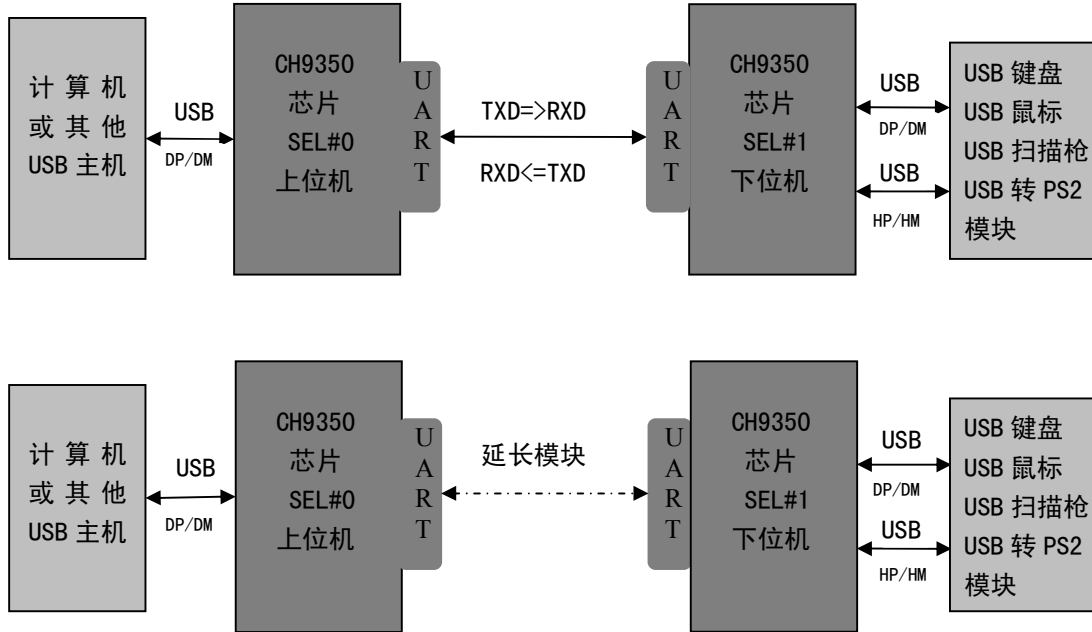 计算机
或其他
USB 主机
USB
DP/DM
CH9350
芯片
SEL#0
上位机
UART
TXD=>RXD
RXD<=TXD
UART
CH9350
芯片
SEL#1
下位机
USB
DP/DM
USB
HP/HM
USB 键盘
USB 鼠标
USB 扫描枪
USB 转 PS2
模块
计算机
或其他
USB 主机
USB
DP/DM
CH9350
芯片
SEL#0
上位机
UART
延长模块
UART
CH9350
芯片
SEL#1
下位机
USB
DP/DM
USB
HP/HM
USB 键盘
USB 鼠标
USB 扫描枪
USB 转 PS2
模块